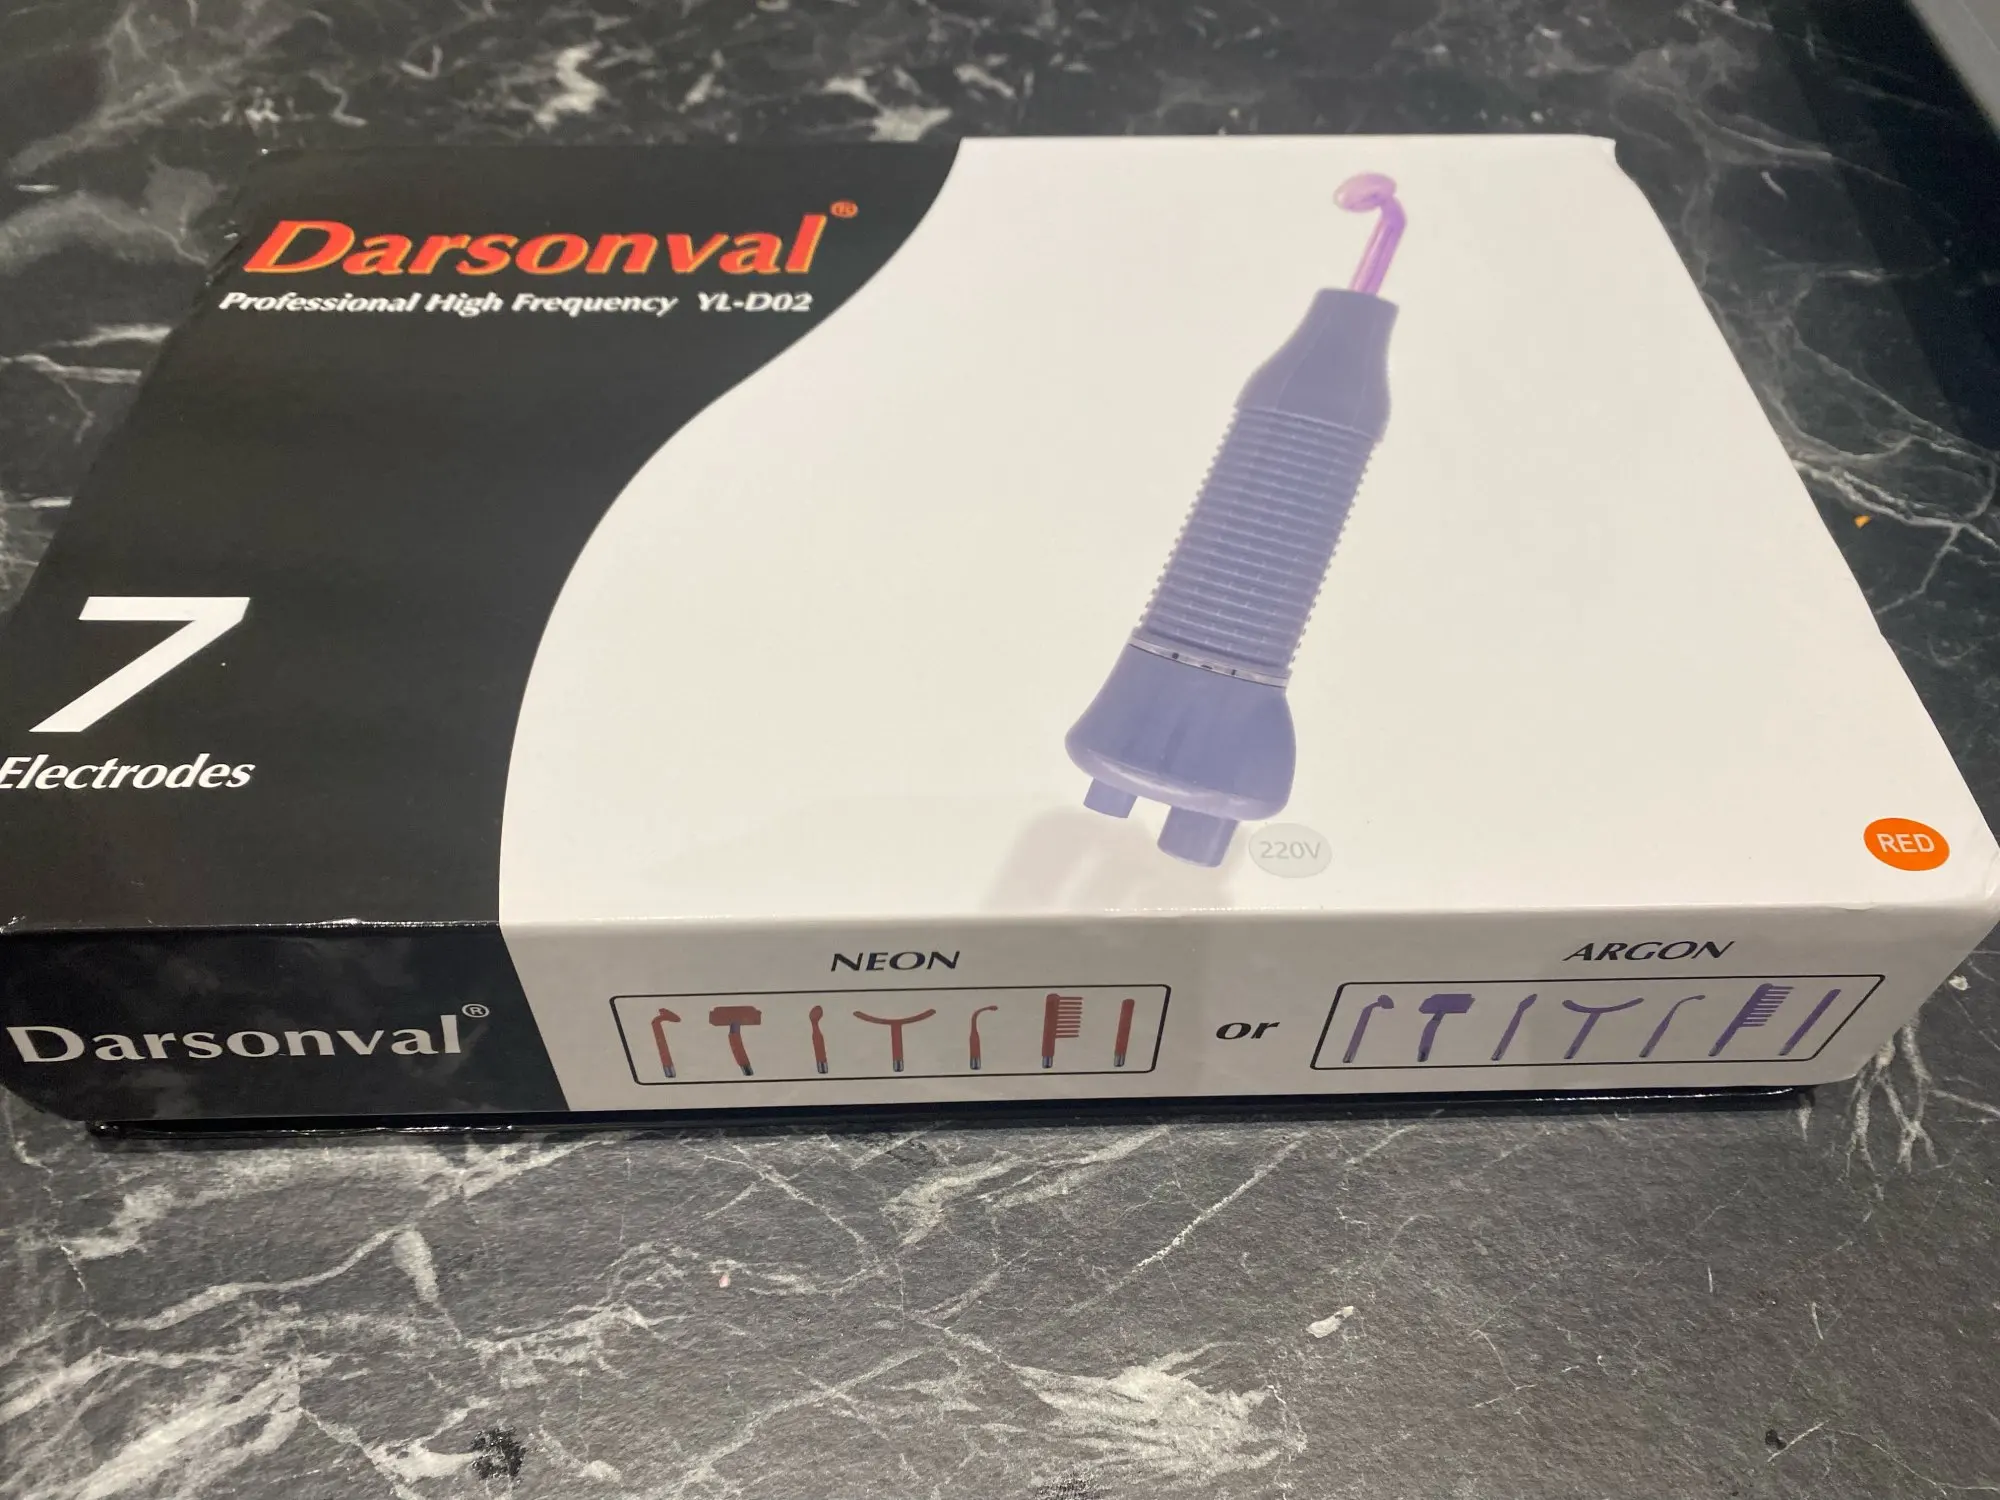 Darsonval®
Professional High Frequency YL-D02
7
Electrodes
220V
RED
Darsonval®
NEON
or
ARGON